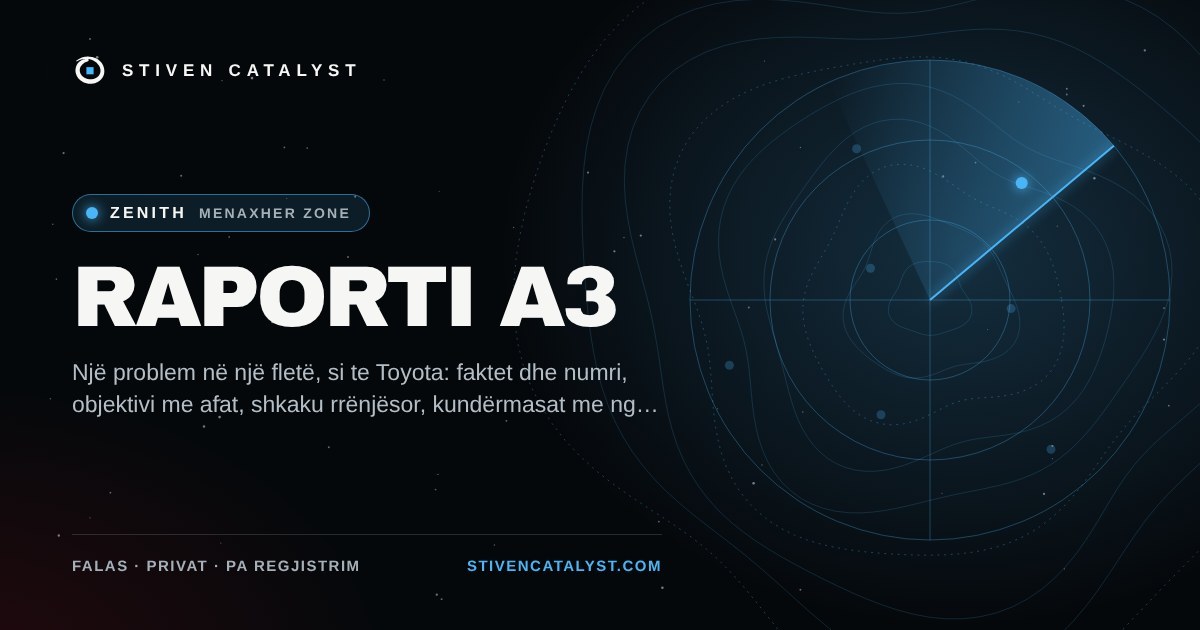 STIVEN CATALYST
ZENITH MENAXHER ZONE
RAPORTI A3
Një problem në një fletë, si te Toyota: faktet dhe numri,
objektivi me afat, shkaku rrënjësor, kundërmasat me ng…
FALAS · PRIVAT · PA REGJISTRIM
STIVENCATALYST.COM